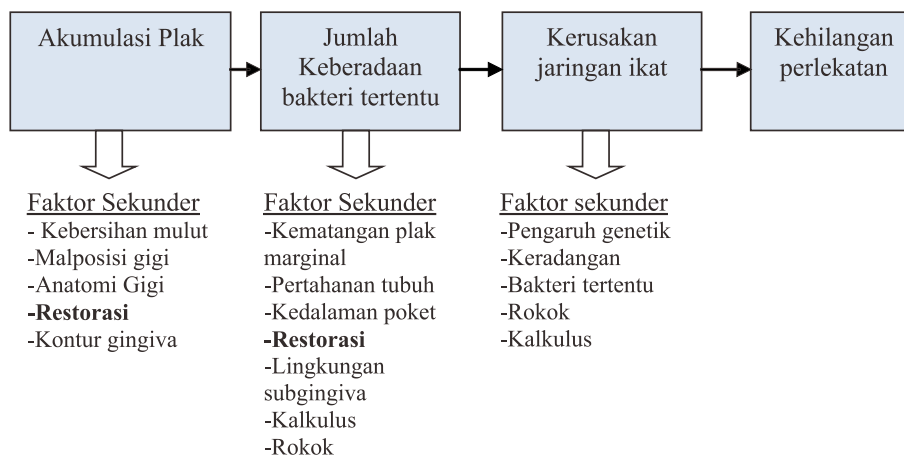 Akumulasi Plak
Jumlah
Keberadaan
bakteri tertentu
Kerusakan
jaringan ikat
Kehilangan
perlekatan
Faktor Sekunder
- Kebersihan mulut
-Malposisi gigi
-Anatomi Gigi
-Restorasi
-Kontur gingiva
Faktor Sekunder
-Kematangan plak
marginal
-Pertahanan tubuh
-Kedalaman poket
-Restorasi
-Lingkungan
subgingiva
-Kalkulus
-Rokok
Faktor sekunder
-Pengaruh genetik
-Keradangan
-Bakteri tertentu
-Rokok
-Kalkulus